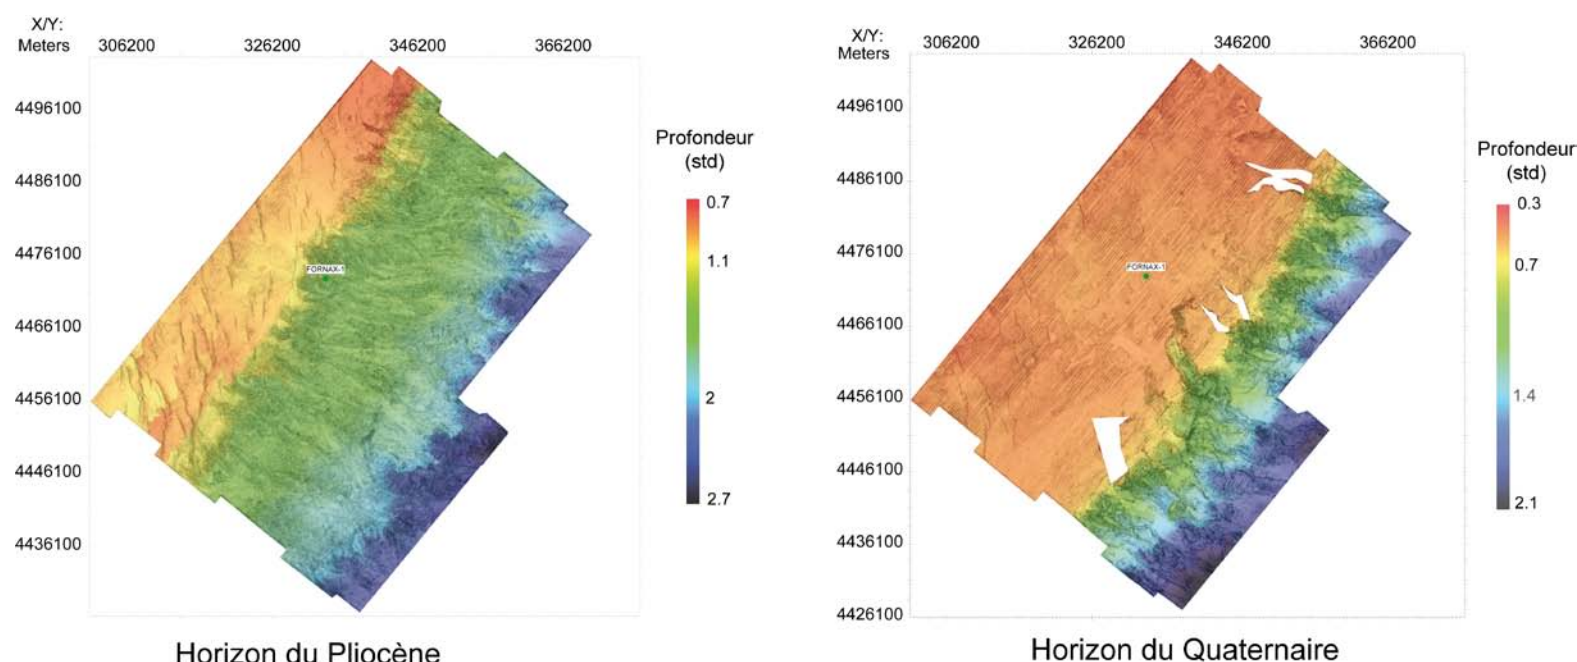 X/Y:
Meters
306200 326200 346200 366200
4496100
4486100
4476100
4466100
4456100
4446100
4436100
FORNAX-1
Profondeur
(std)
0.7
1.1
2
2.7
Horizon du Pliocène
X/Y:
Meters
306200 326200 346200 366200
4496100
4486100
4476100
4466100
4456100
4446100
4436100
4426100
FORNAX-1
Profondeur
(std)
0.3
0.7
1.4
2.1
Horizon du Quaternaire